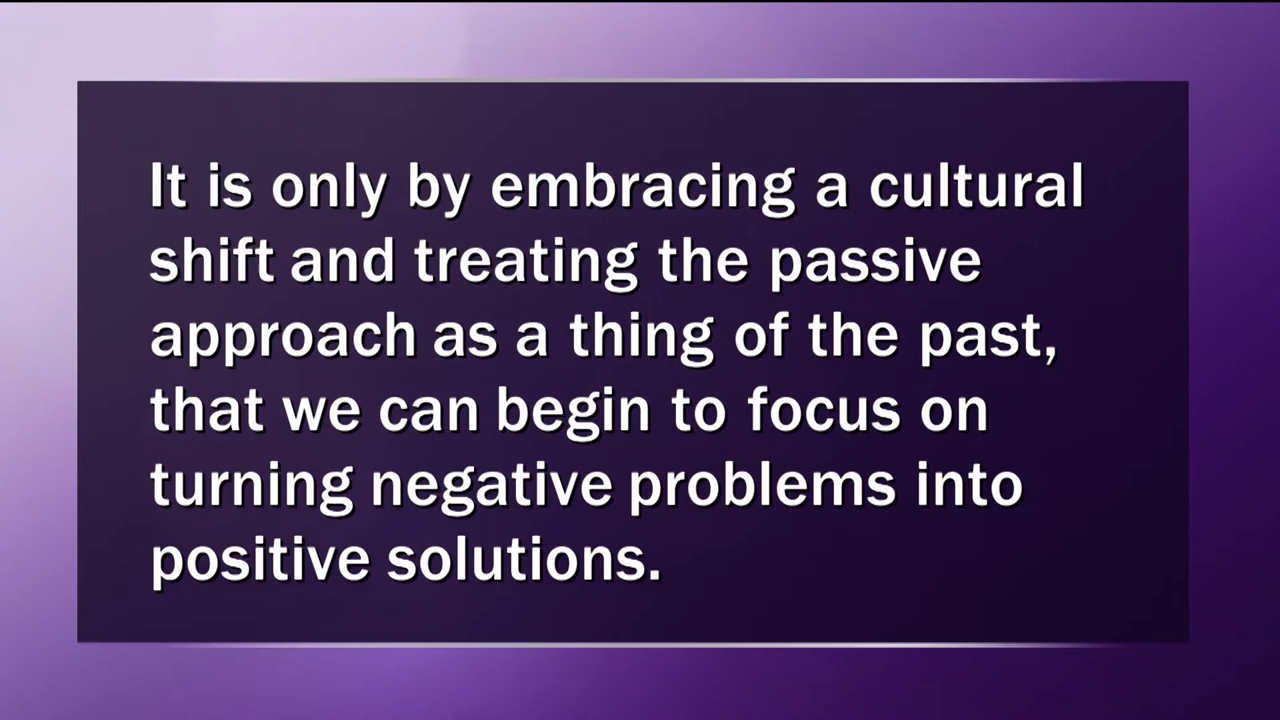 It is only by embracing a cultural
shift and treating the passive
approach as a thing of the past,
that we can begin to focus on
turning negative problems into
positive solutions.